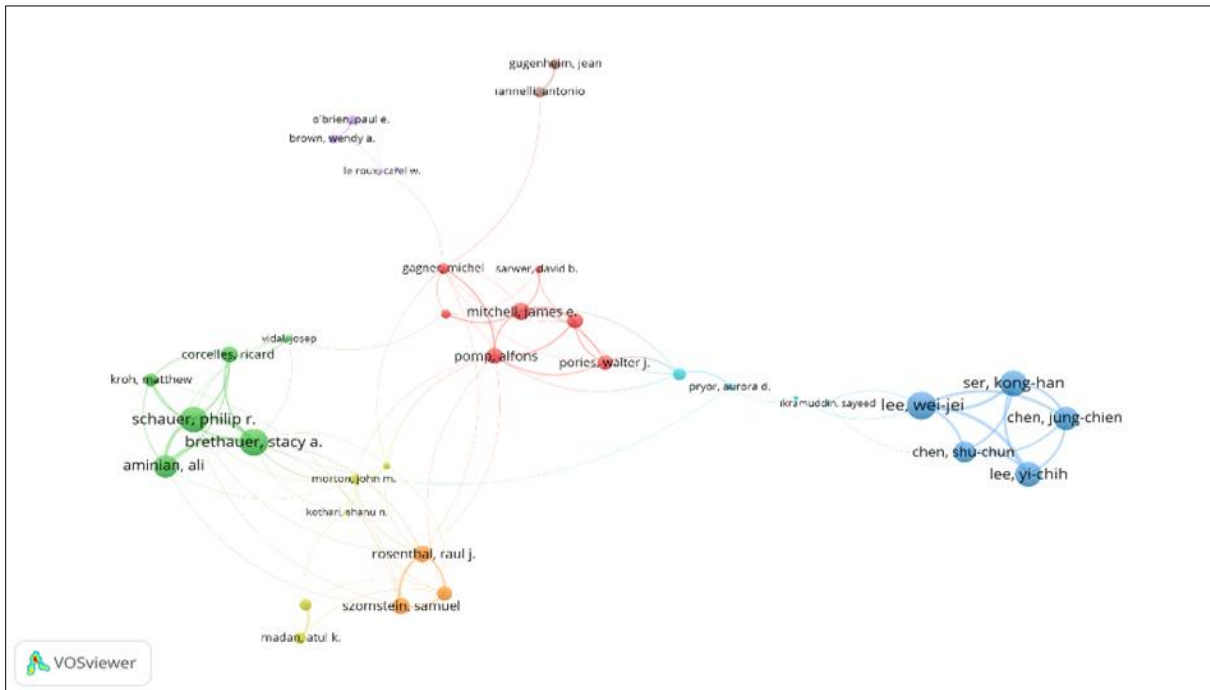 gugenheim, jean
iannelli, antonio
o'brien, paul e.
brown, wendy a.
le roux, carel w.
gagner, michel
sarwer, david b.
mitchell, james e.
vidal, josep
corcelles, ricard
pomp, alfons
pories, walter j.
kroh, matthew
pryor, aurora d.
ser, kong-han
ikramuddin, sayeed
lee, wei-jei
schauer, philip r.
chen, jung-chien
brethauer, stacy a.
chen, shu-chun
aminian, ali
lee, yi-chih
morton, john m.
kothari, shanu n.
rosenthal, raul j.
szomstein, samuel
madan, atul k.
VOSviewer